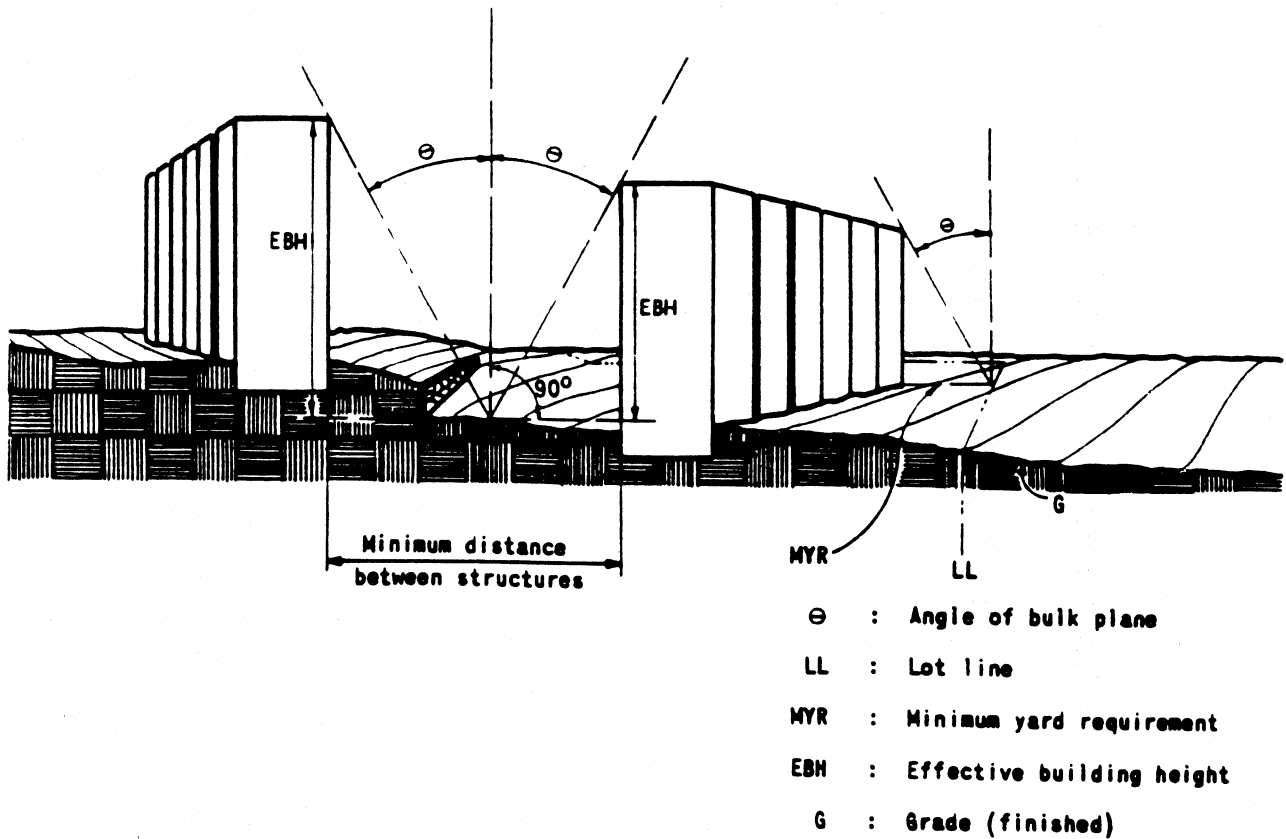 Θ Θ
Θ
EBH
EBH
90°
G
Minimum distance
between structures
MYR
LL
Θ : Angle of bulk plane
LL : Lot line
MYR : Minimum yard requirement
EBH : Effective building height
G : Grade (finished)